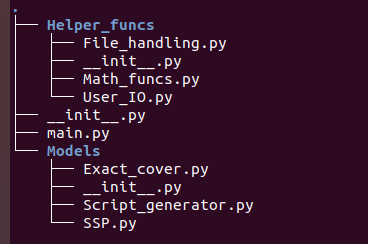 .
├── Helper_funcs
│   ├── File_handling.py
│   ├── __init__.py
│   ├── Math_funcs.py
│   └── User_IO.py
├── __init__.py
├── main.py
└── Models
    ├── Exact_cover.py
    ├── __init__.py
    ├── Script_generator.py
    └── SSP.py